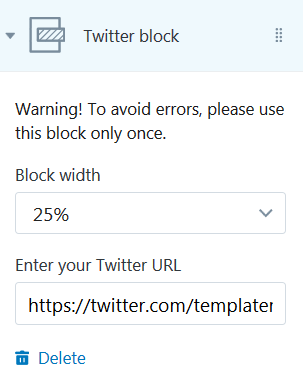 Twitter block
Warning! To avoid errors, please use
this block only once.
Block width
25%
Enter your Twitter URL
https://twitter.com/templater
Delete